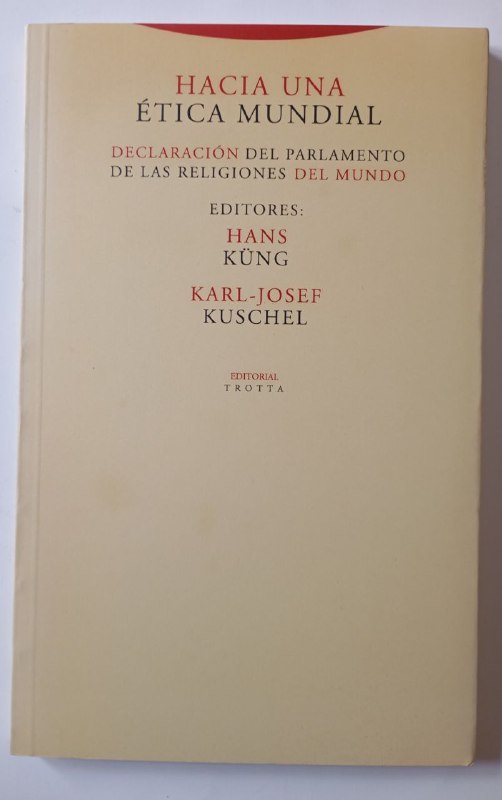 HACIA UNA
ÉTICA MUNDIAL
DECLARACIÓN DEL PARLAMENTO
DE LAS RELIGIONES DEL MUNDO
EDITORES:
HANS
KÜNG
KARL-JOSEF
KUSCHEL
EDITORIAL
TROTTA